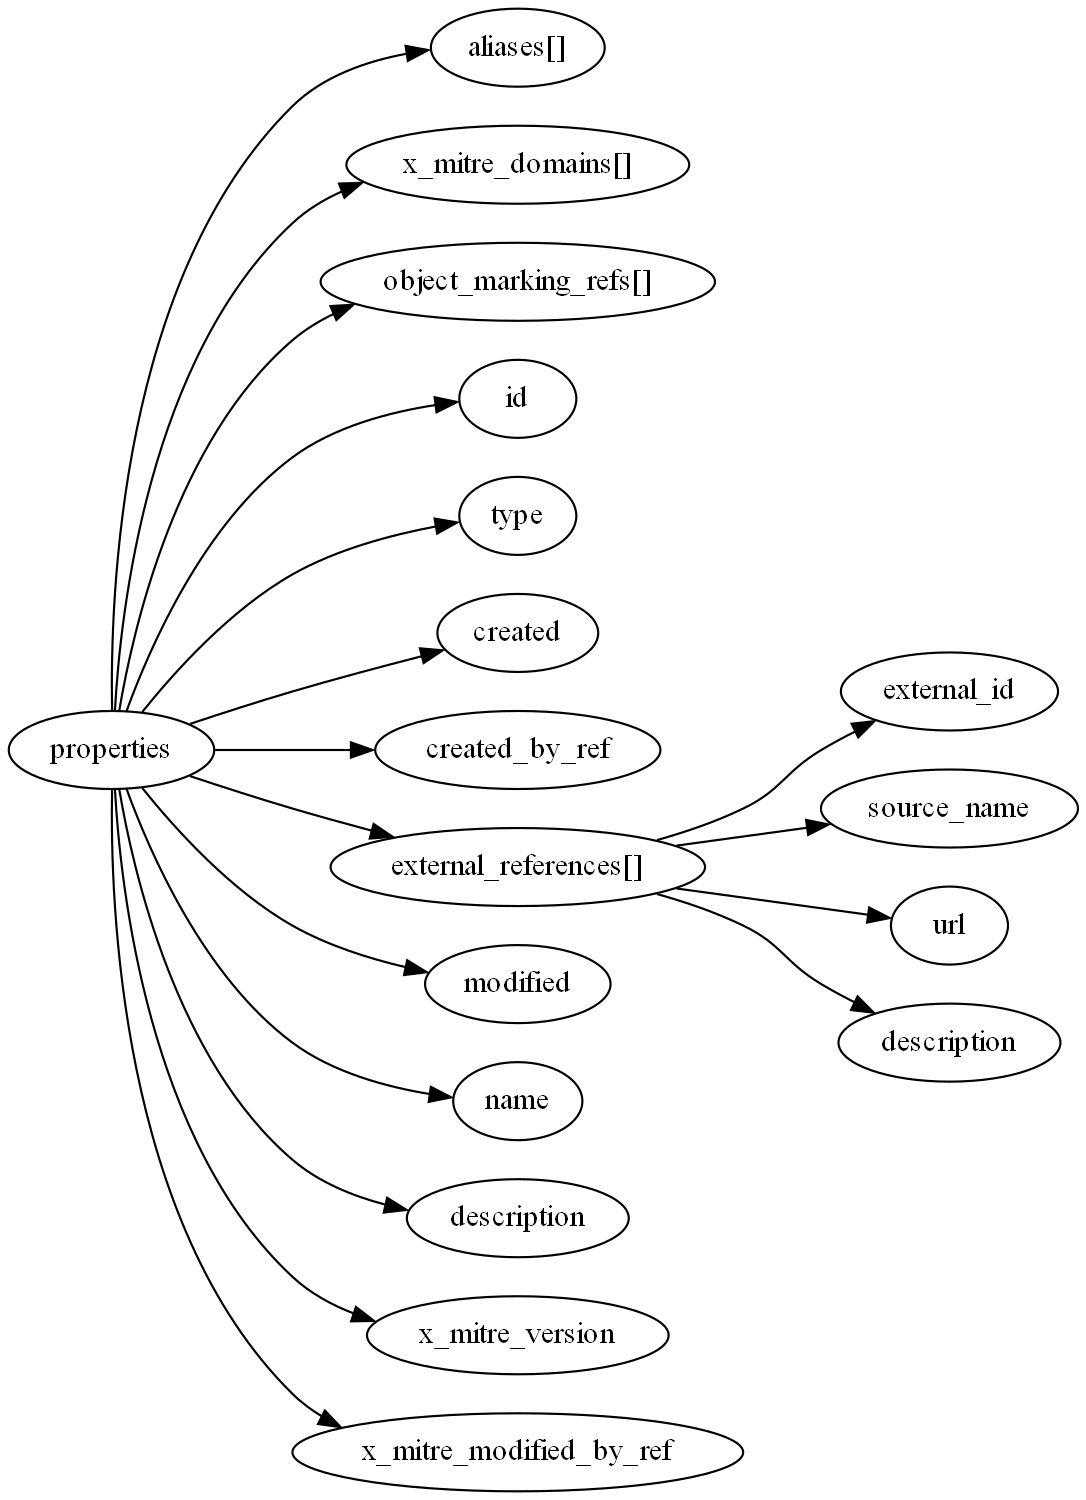 aliases[]
x_mitre_domains[]
object_marking_refs[]
id
type
created
properties
created_by_ref
external_references[]
external_id
source_name
url
description
modified
name
description
x_mitre_version
x_mitre_modified_by_ref